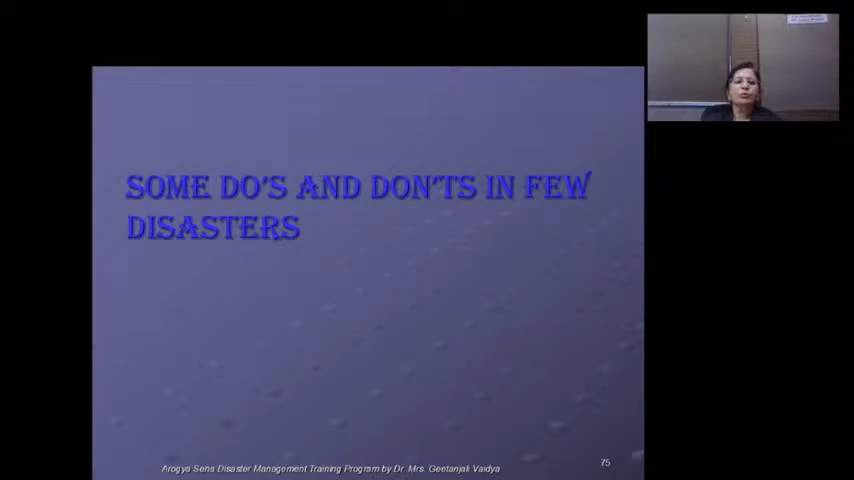 SOME DO'S AND DON'TS IN FEW
DISASTERS
Arogya Sena Disaster Management Training Program by Dr. Mrs. Geetanjali Vaidya
75